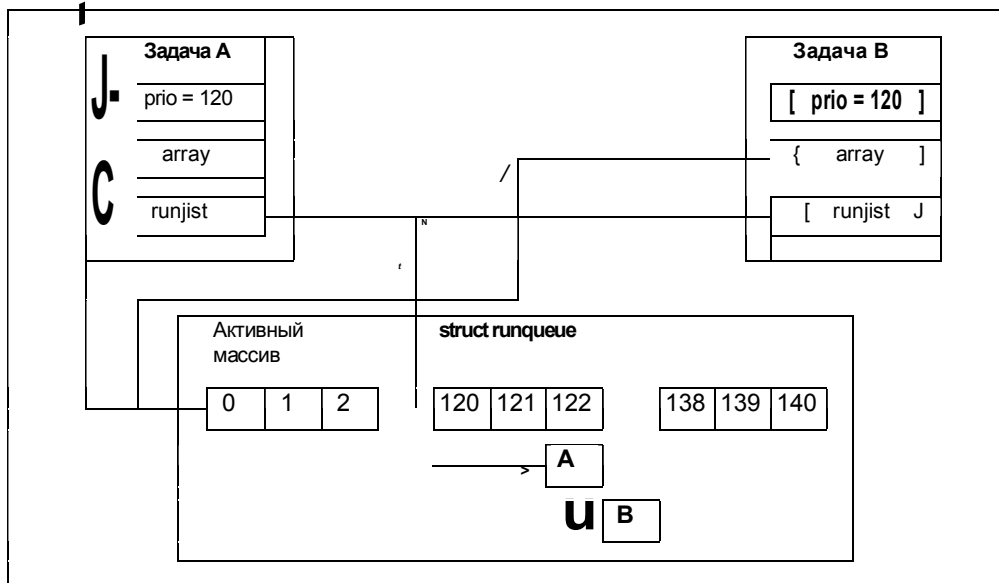 Задача А
J-
prio = 120
C
array
runjist
Задача В
[ prio = 120 ]
{ array ]
[ runjist J
/
N
t
Активный
массив
struct runqueue
0 1 2
120 121 122
138 139 140
> A
u B